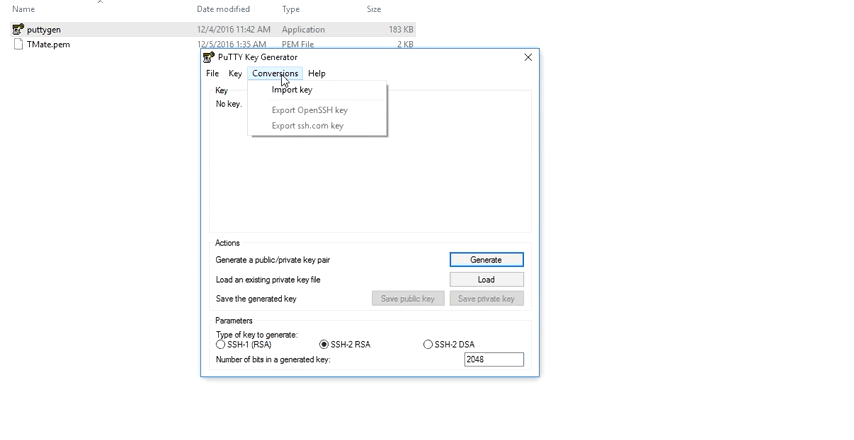 Name Date modified Type Size
puttygen 12/4/2016 11:42 AM Application 183 KB
TMate.pem 12/5/2016 1:35 AM PEM File 2 KB
PuTTY Key Generator
File Key Conversions Help
Key
Import key
No key.
Export OpenSSH key
Export ssh.com key
Actions
Generate a public/private key pair Generate
Load an existing private key file Load
Save the generated key Save public key Save private key
Parameters
Type of key to generate:
SSH-1 (RSA) SSH-2 RSA SSH-2 DSA
Number of bits in a generated key: 2048